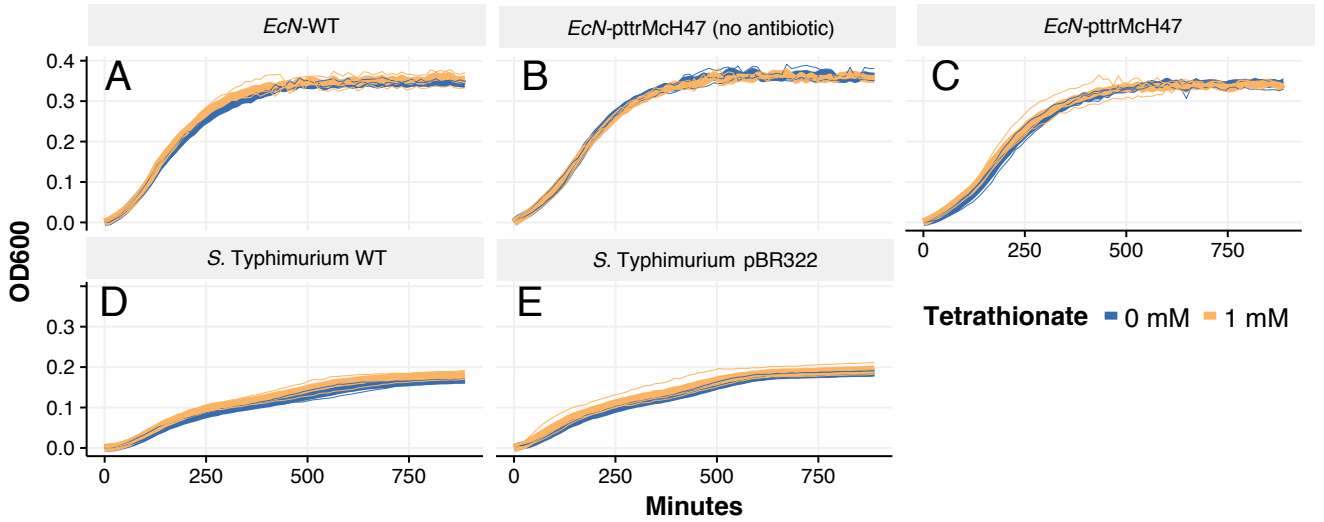 EcN-WT
EcN-pttrMcH47 (no antibiotic)
EcN-pttrMcH47
A
B
C
0.4
0.3
0.2
0.1
0.0
0 250 500 750
S. Typhimurium WT
S. Typhimurium pBR322
D
E
0.3
0.2
0.1
0.0
0 250 500 750
0 250 500 750
OD600
Minutes
Tetrathionate 0 mM 1 mM